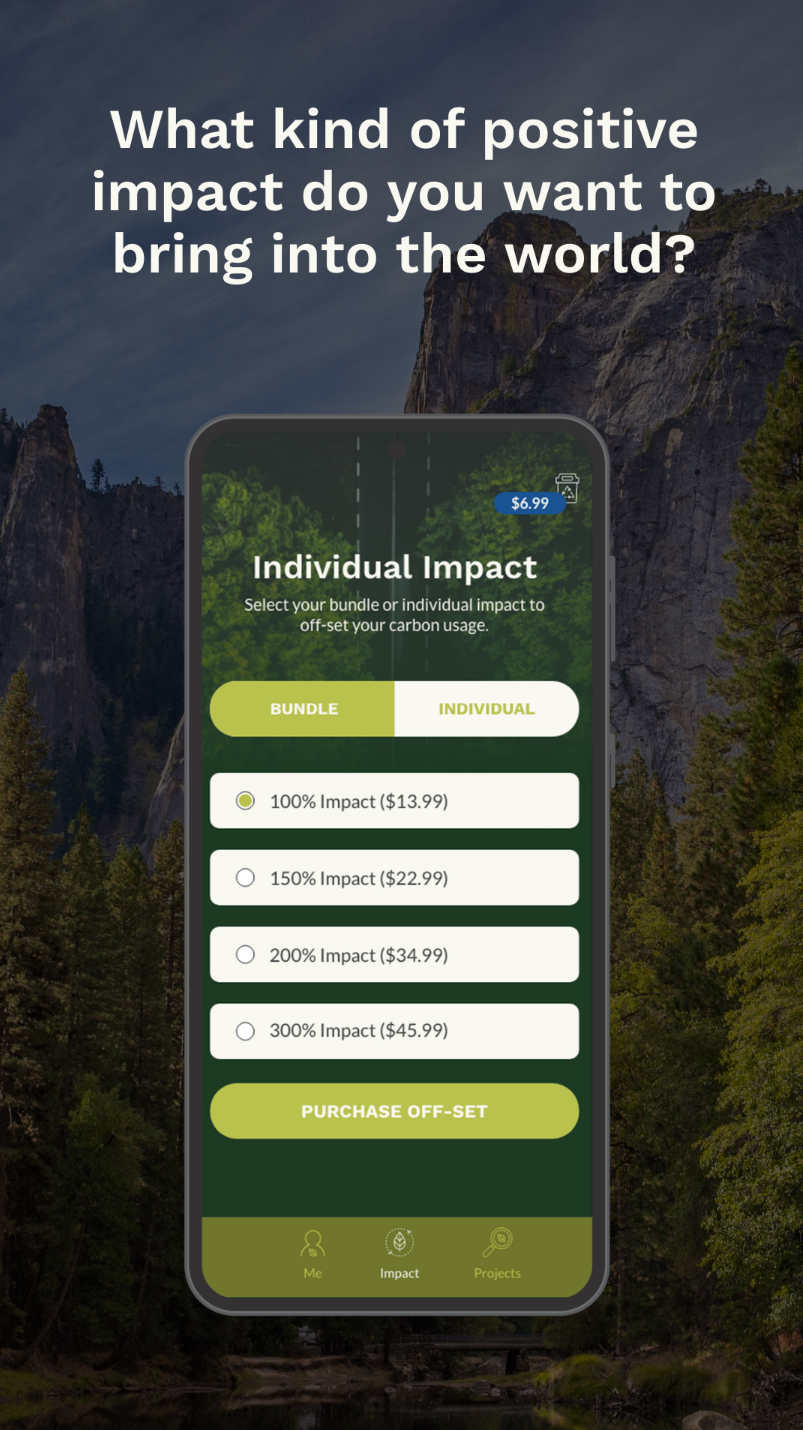 What kind of positive
impact do you want to
bring into the world?
$6.99
Individual Impact
Select your bundle or individual impact to
off-set your carbon usage.
BUNDLE INDIVIDUAL
100% Impact ($13.99)
150% Impact ($22.99)
200% Impact ($34.99)
300% Impact ($45.99)
PURCHASE OFF-SET
Me Impact Projects